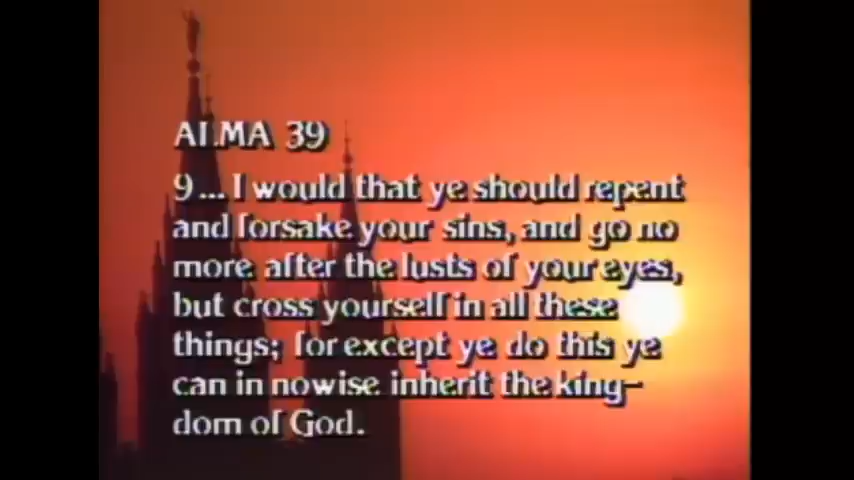 ALMA 39
9... I would that ye should repent
and forsake your sins, and go no
more after the lusts of your eyes,
but cross yourself in all these
things; for except ye do this ye
can in nowise inherit the king-
dom of God.